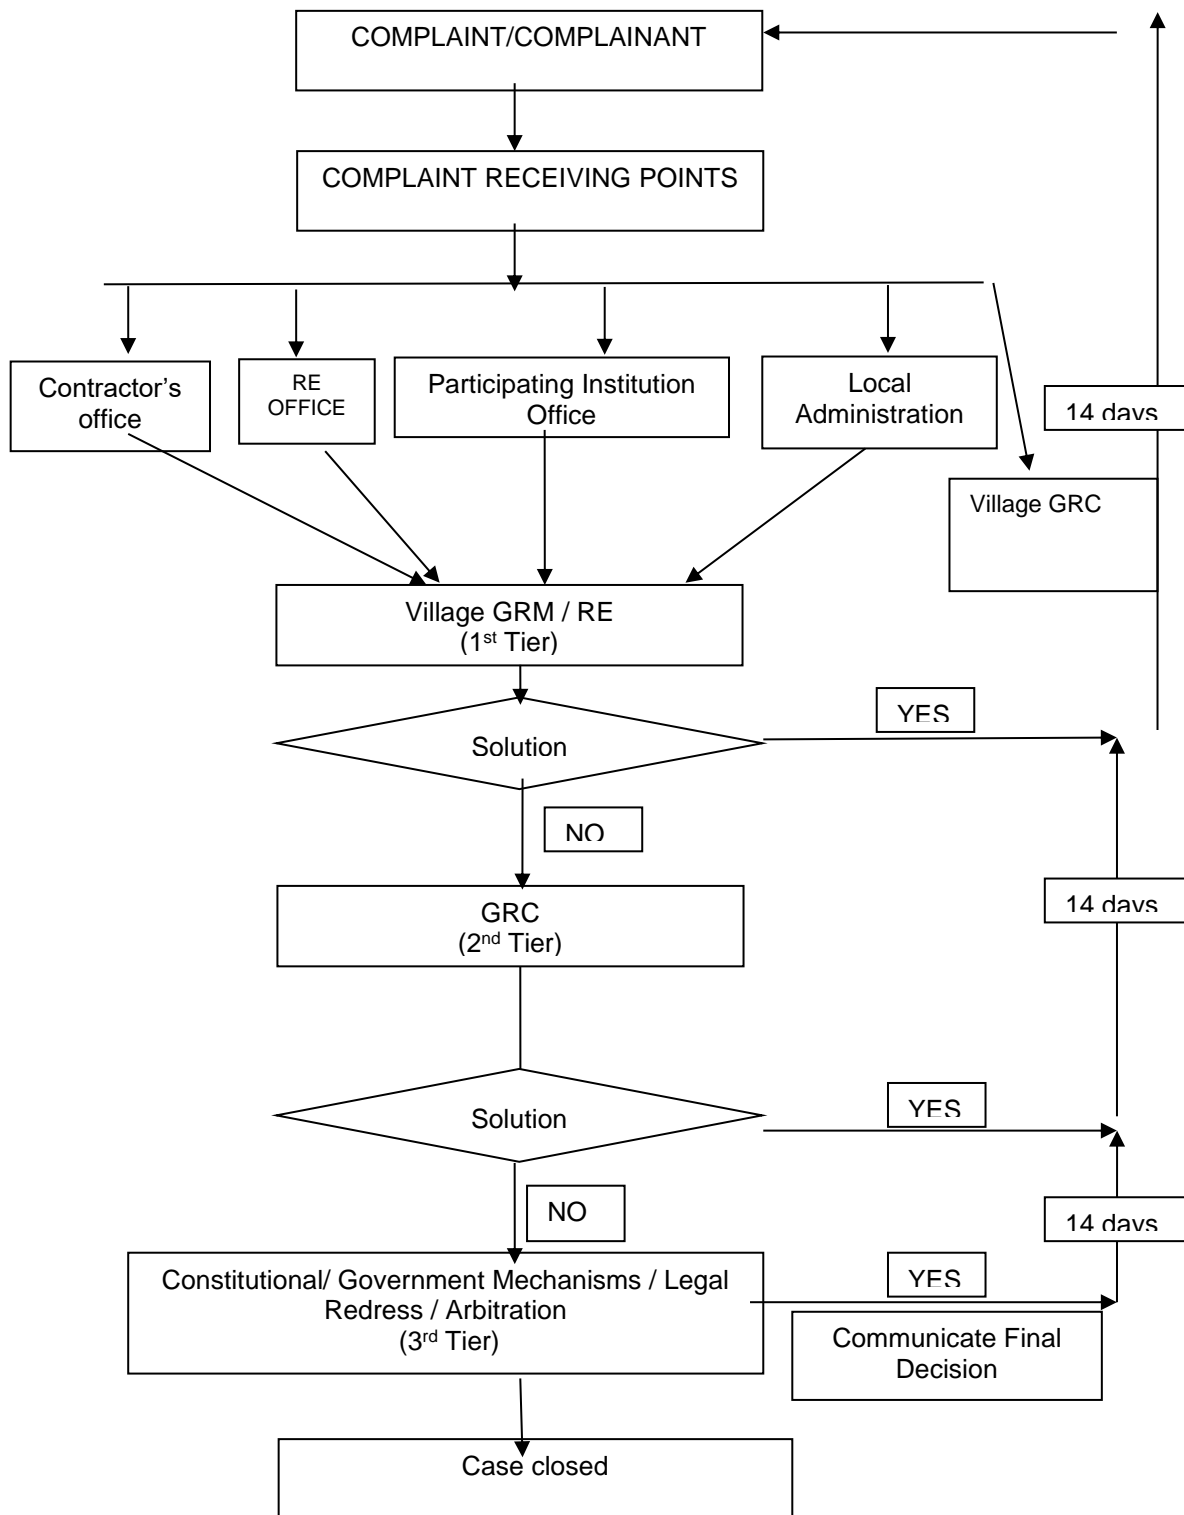 COMPLAINT/COMPLAINANT
COMPLAINT RECEIVING POINTS
Contractor's
office
RE
OFFICE
Participating Institution
Office
Local
Administration
14 days
Village GRC
Village GRM / RE
(1st Tier)
YES
Solution
NO
GRC
(2nd Tier)
14 days
YES
Solution
NO
14 days
Constitutional/ Government Mechanisms / Legal
Redress / Arbitration
(3rd Tier)
YES
Communicate Final
Decision
Case closed